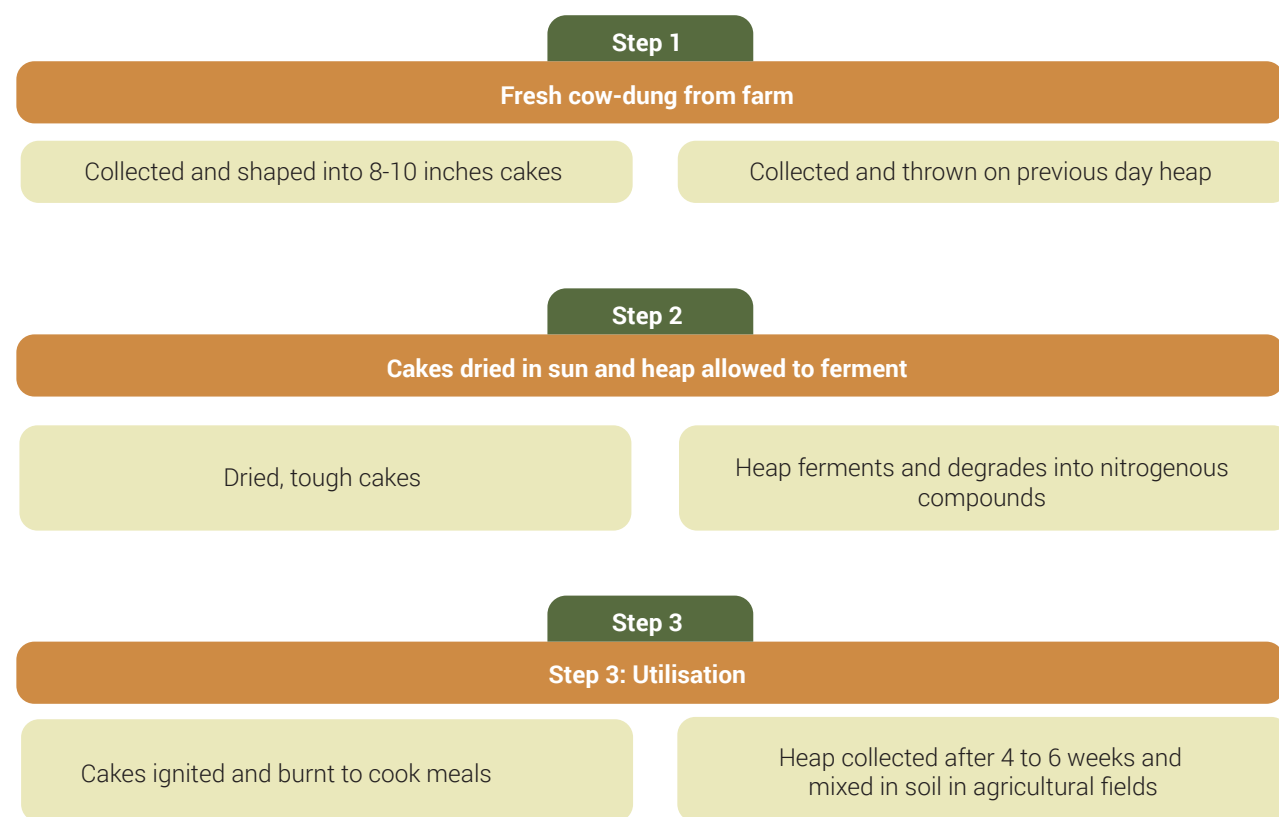 Step 1
Fresh cow-dung from farm
Collected and shaped into 8-10 inches cakes
Collected and thrown on previous day heap
Step 2
Cakes dried in sun and heap allowed to ferment
Dried, tough cakes
Heap ferments and degrades into nitrogenous
compounds
Step 3
Step 3: Utilisation
Cakes ignited and burnt to cook meals
Heap collected after 4 to 6 weeks and
mixed in soil in agricultural fields